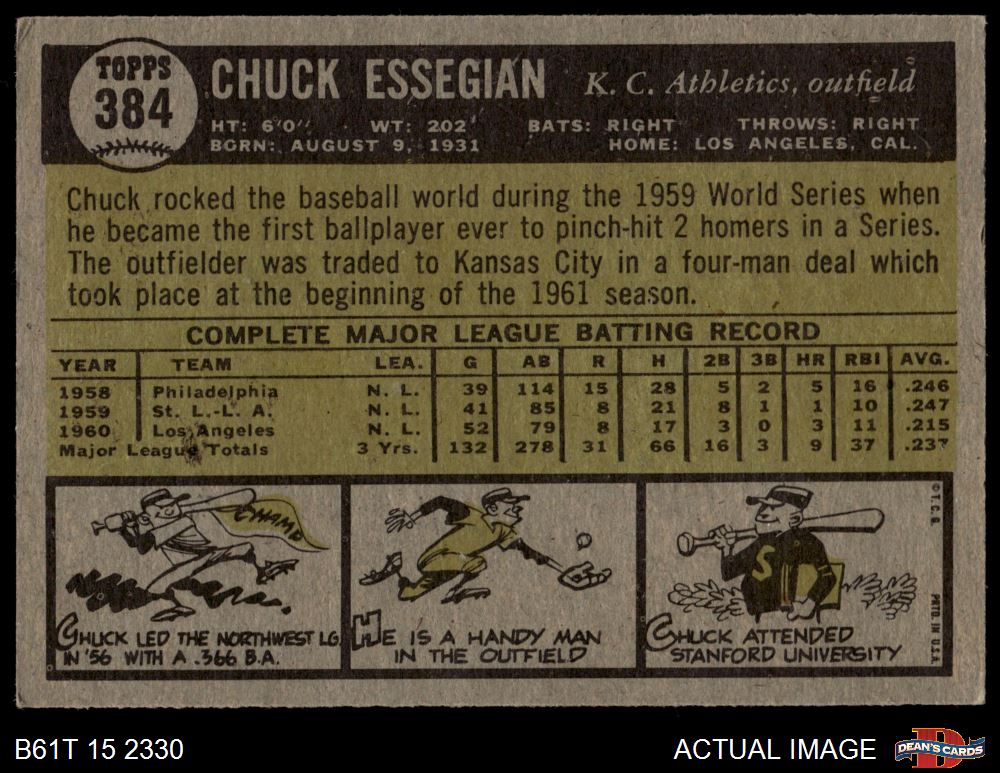 TOPPS
384
CHUCK ESSEGIAN K. C. Athletics, outfield
HT: 6'0" WT: 202 BATS: RIGHT THROWS: RIGHT
BORN: AUGUST 9, 1931 HOME: LOS ANGELES, CAL.
Chuck rocked the baseball world during the 1959 World Series when
he became the first ballplayer ever to pinch-hit 2 homers in a Series.
The outfielder was traded to Kansas City in a four-man deal which
took place at the beginning of the 1961 season.
COMPLETE MAJOR LEAGUE BATTING RECORD
YEAR TEAM LEA. G AB R H 2B 3B HR RBI AVG.
1958 Philadelphia N. L. 39 114 15 28 5 2 5 16 .246
1959 St. L.-L. A. N. L. 41 85 8 21 8 1 1 10 .247
1960 Los Angeles N. L. 52 79 8 17 3 0 3 11 .215
Major League Totals 3 Yrs. 132 278 31 66 16 3 9 37 .237
CHAMP
CHUCK LED THE NORTHWEST LG.
IN '56 WITH A .366 B.A.
HE IS A HANDY MAN
IN THE OUTFIELD
S
CHUCK ATTENDED
STANFORD UNIVERSITY
© T. C. G.
PRTD IN U.S.A.
B61T 15 2330
ACTUAL IMAGE
D
DEAN'S CARDS